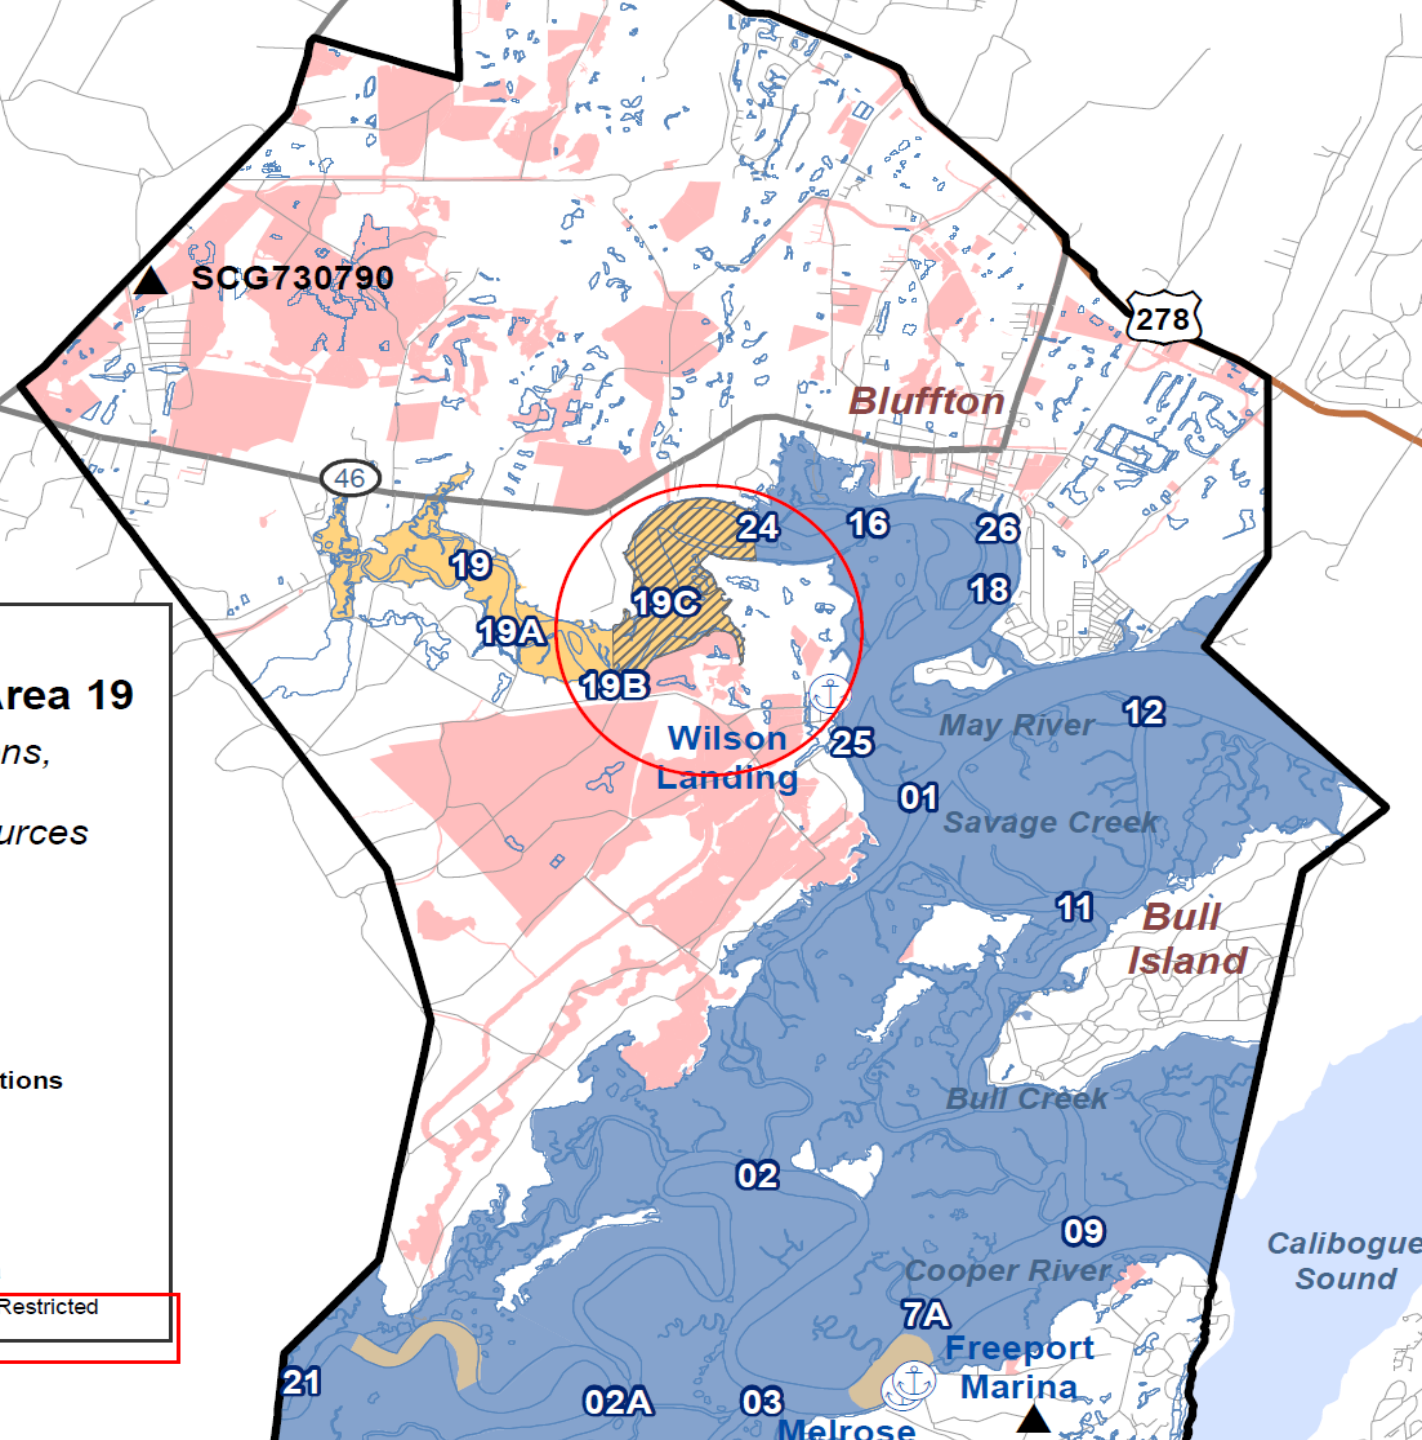 SCG730790
278
Bluffton
46
24
16
26
19
18
19C
19A
19B
Area 19
ns,
urces
Wilson
Landing
25
May River
12
01
Savage Creek
11
Bull
Island
tions
Bull Creek
02
09
Cooper River
Calibogue
Sound
Restricted
7A
Freeport
Marina
21
02A
03
Melrose